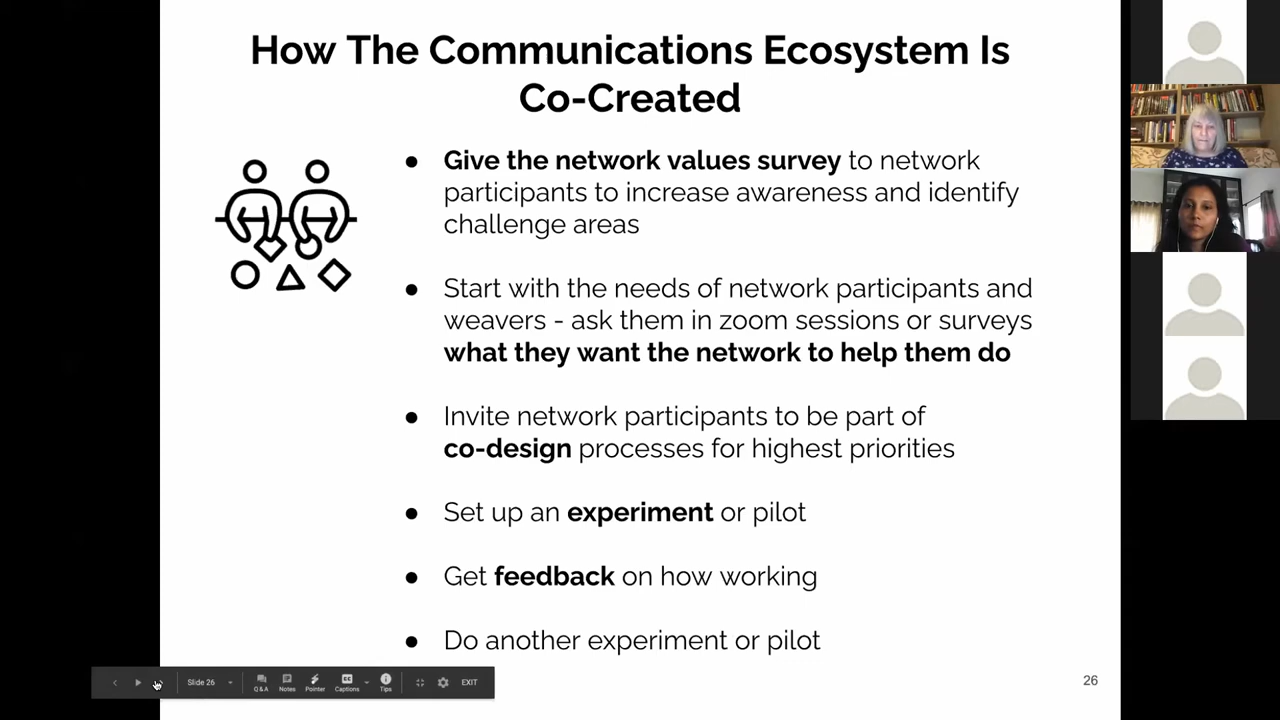 How The Communications Ecosystem Is
Co-Created
● Give the network values survey to network
participants to increase awareness and identify
challenge areas
● Start with the needs of network participants and
weavers - ask them in zoom sessions or surveys
what they want the network to help them do
● Invite network participants to be part of
co-design processes for highest priorities
● Set up an experiment or pilot
● Get feedback on how working
● Do another experiment or pilot
26
Slide 26
Q&A
Notes
Pointer
CC
Captions
Tips
EXIT